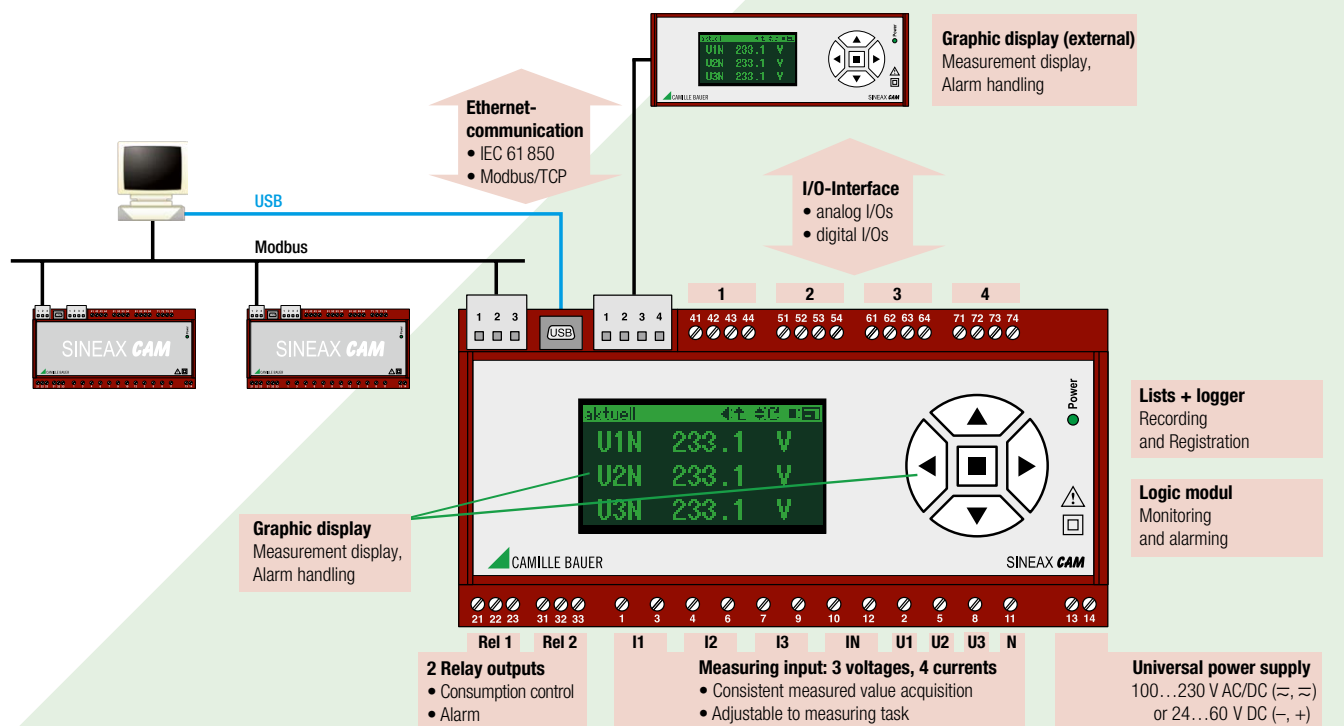 aktuell
U1N 233.1 V
U2N 233.1 V
U3N 233.1 V
Power
CAMILLE BAUER
SINEAX CAM
Graphic display (external)
Measurement display,
Alarm handling
Ethernet-
communication
• IEC 61 850
• Modbus/TCP
I/O-Interface
• analog I/Os
• digital I/Os
USB
Modbus
SINEAX CAM
SINEAX CAM
1 2 3
USB
1 2 3 4
1 2 3 4
41 42 43 44 51 52 53 54 61 62 63 64 71 72 73 74
aktuell
U1N 233.1 V
U2N 233.1 V
U3N 233.1 V
Power
CAMILLE BAUER
SINEAX CAM
Lists + logger
Recording
and Registration
Logic modul
Monitoring
and alarming
Graphic display
Measurement display,
Alarm handling
21 22 23 31 32 33 1 3 4 6 7 9 10 12 2 5 8 11 13 14
Rel 1 Rel 2 I1 I2 I3 IN U1 U2 U3 N
2 Relay outputs
• Consumption control
• Alarm
Measuring input: 3 voltages, 4 currents
• Consistent measured value acquisition
• Adjustable to measuring task
Universal power supply
100…230 V AC/DC (⎓, ⎓)
or 24…60 V DC (–, +)